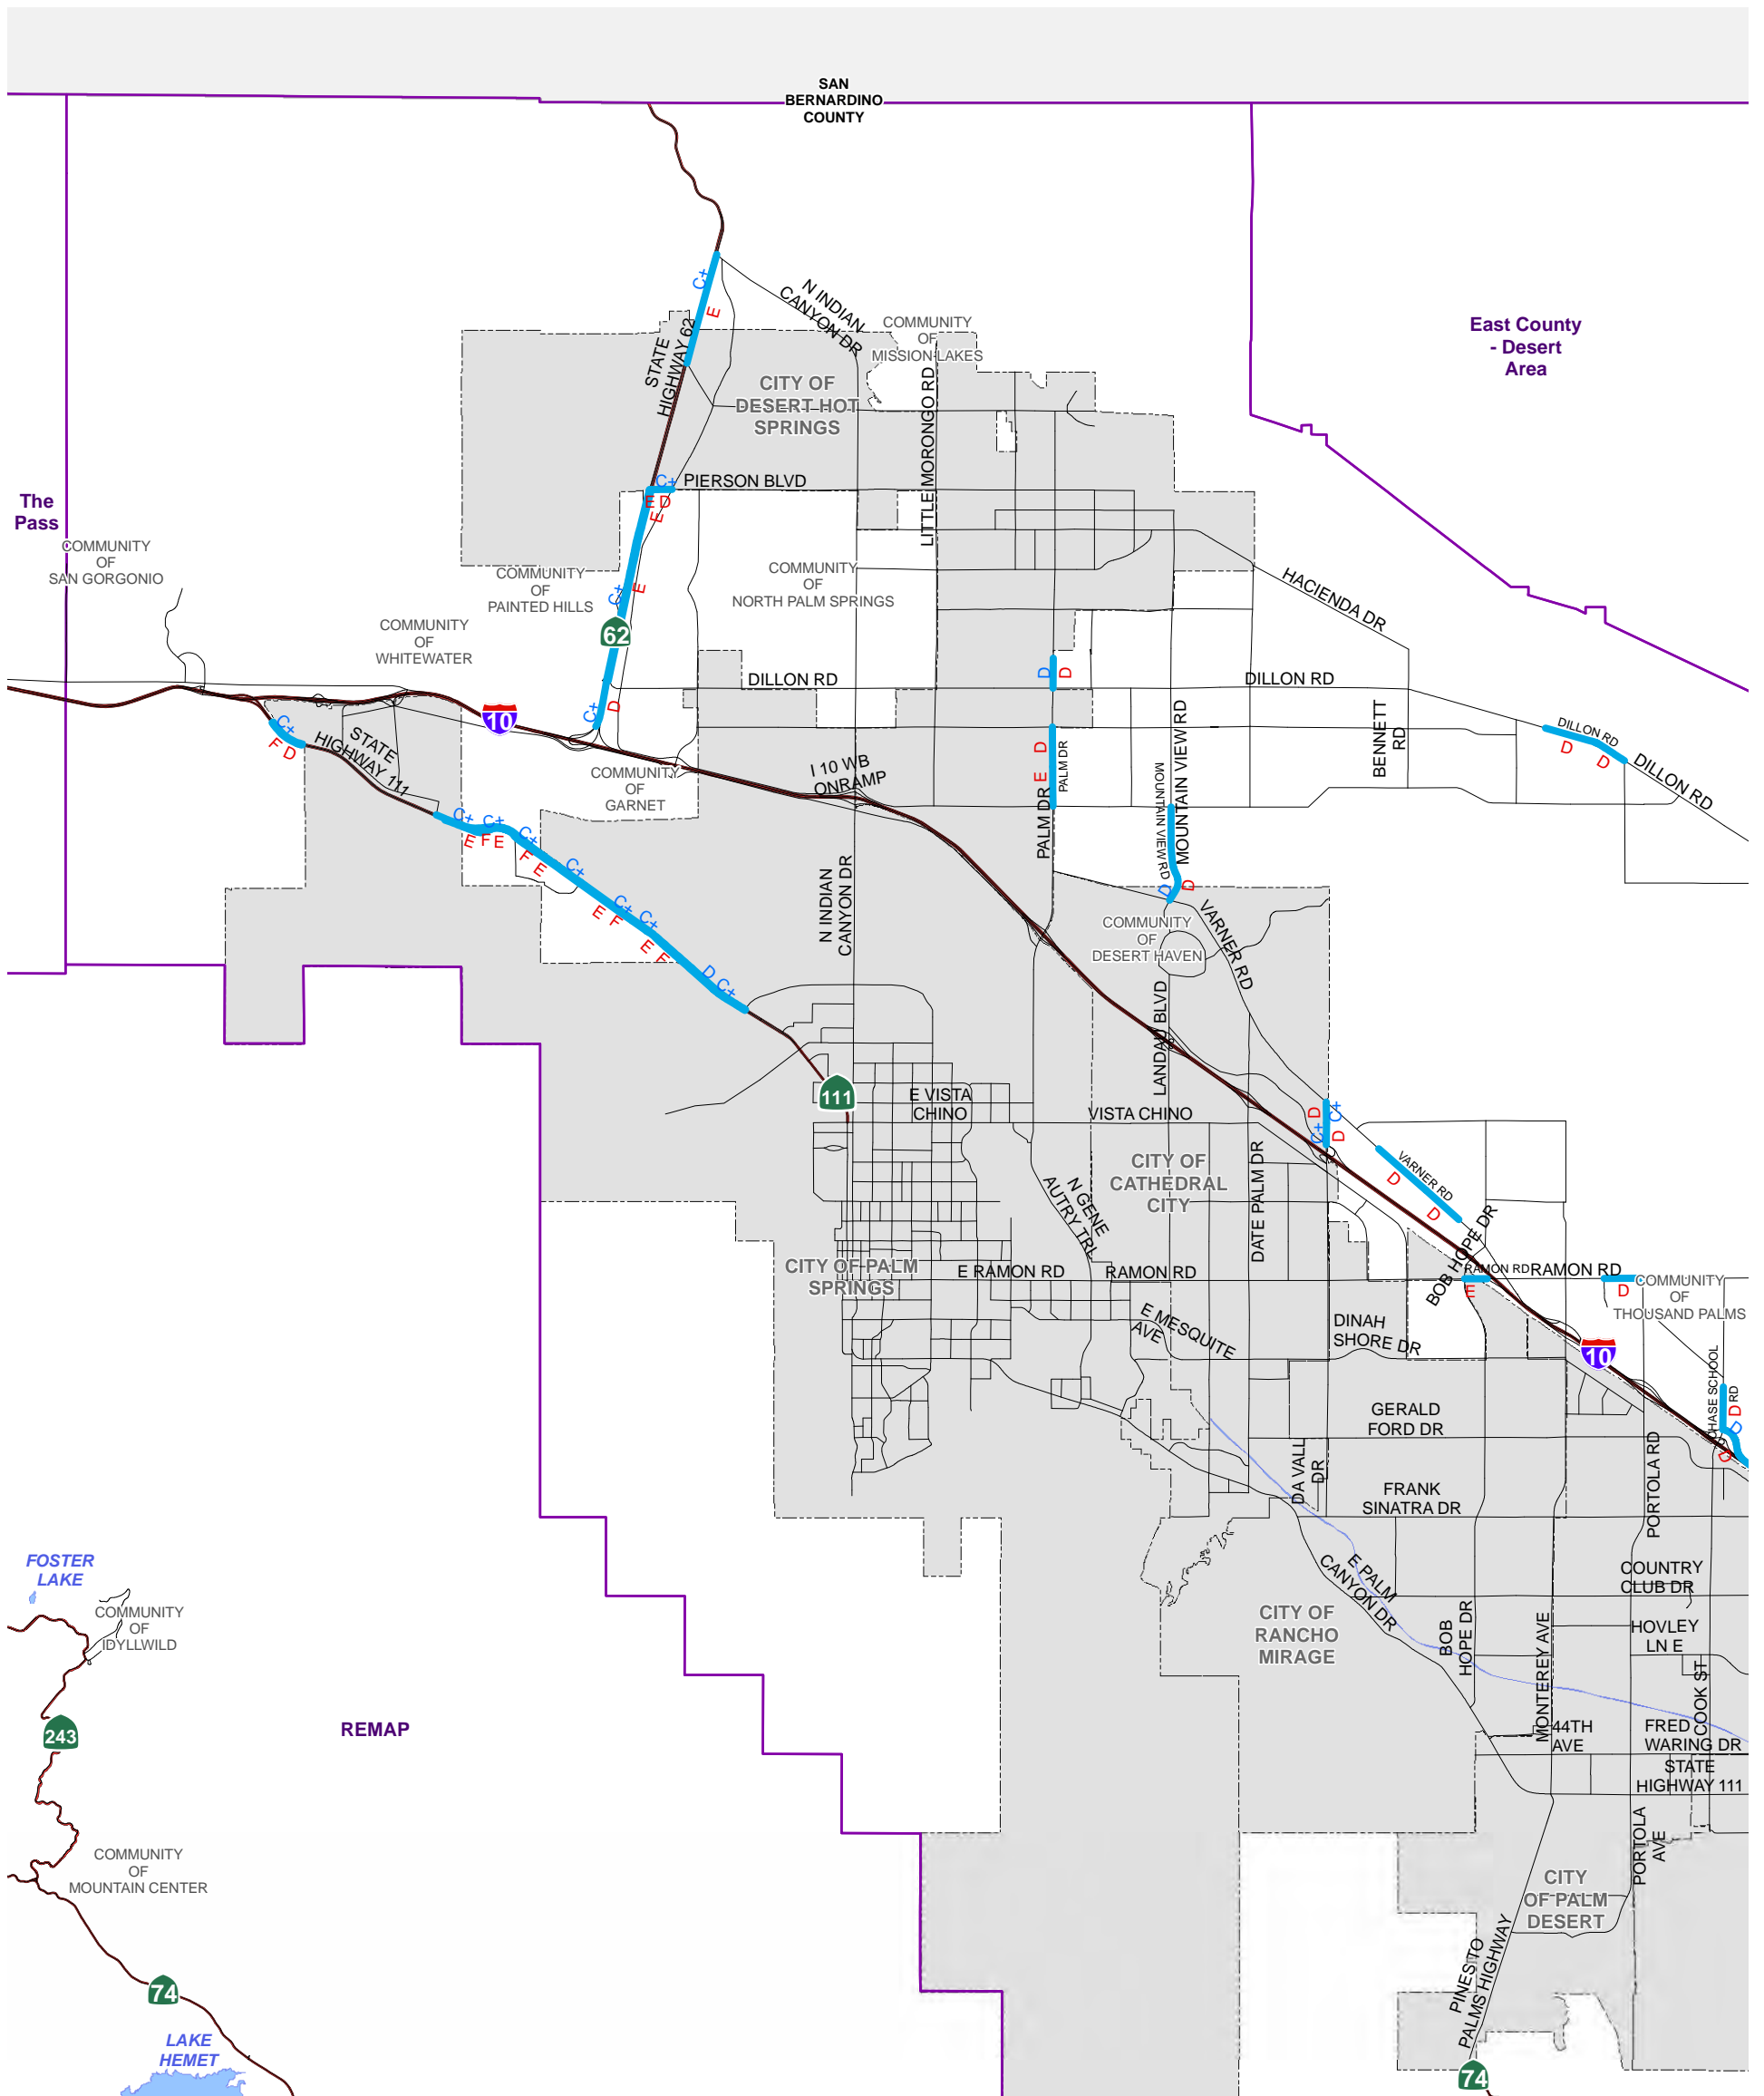 SAN
BERNARDINO
COUNTY
C+
E
N INDIAN
CANYON DR
COMMUNITY
OF
MISSION LAKES
East County
- Desert
Area
STATE
HIGHWAY 62
CITY OF
DESERT HOT
SPRINGS
LITTLE MORONGO RD
C+
PIERSON BLVD
E D
E
The
Pass
COMMUNITY
OF
SAN GORGONIO
COMMUNITY
OF
PAINTED HILLS
C+
E
COMMUNITY
OF
NORTH PALM SPRINGS
HACIENDA DR
COMMUNITY
OF
WHITEWATER
62
D
D
DILLON RD
DILLON RD
C+
D
10
C+
F D
STATE
HIGHWAY 111
COMMUNITY
OF
GARNET
I 10 WB
ONRAMP
E D
PALM DR
PALM DR
MOUNTAIN VIEW RD
MOUNTAIN VIEW RD
BENNETT
RD
DILLON RD
D
D
DILLON RD
C+ C+
E F E
C+
F E
C+
C+ C+
E F
E F
D C+
N INDIAN
CANYON DR
D
D
COMMUNITY
OF
DESERT HAVEN
VARNER RD
LANDAU BLVD
111
E VISTA
CHINO
VISTA CHINO
D C+
C+ D
CITY OF
CATHEDRAL
CITY
DATE PALM DR
VARNER RD
D
D
N GENE
AUTRY TRL
CITY OF PALM
SPRINGS
E RAMON RD
RAMON RD
BOB HOPE DR
RAMON RD
RAMON RD
E
D
COMMUNITY
OF
THOUSAND PALMS
E MESQUITE
AVE
DINAH
SHORE DR
10
CHASE SCHOOL
RD
D
D
D
GERALD
FORD DR
DA VALL
DR
PORTOLA RD
FRANK
SINATRA DR
FOSTER
LAKE
COMMUNITY
OF
IDYLLWILD
E PALM
CANYON DR
COUNTRY
CLUB DR
CITY OF
RANCHO
MIRAGE
BOB
HOPE DR
MONTEREY AVE
HOVLEY
LN E
COOK ST
243
REMAP
44TH
AVE
FRED
WARING DR
STATE
HIGHWAY 111
COMMUNITY
OF
MOUNTAIN CENTER
PORTOLA
AVE
CITY
OF PALM
DESERT
PINES TO
PALMS HIGHWAY
74
LAKE
HEMET
74